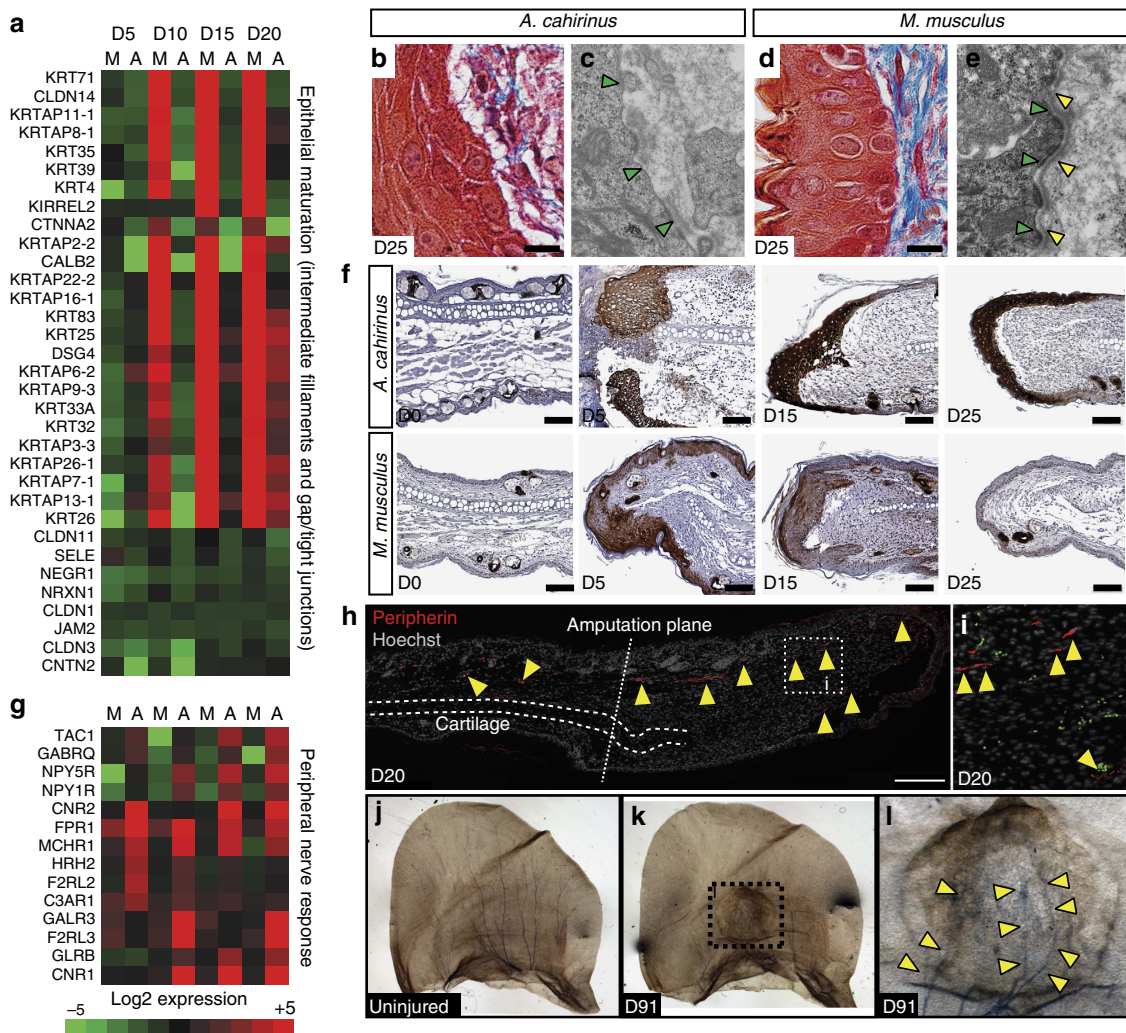 a
D5 D10 D15 D20
M A M A M A M A
KRT71
CLDN14
KRTAP11-1
KRTAP8-1
KRT35
KRT39
KRT4
KIRREL2
CTNNA2
KRTAP2-2
CALB2
KRTAP22-2
KRTAP16-1
KRT83
KRT25
DSG4
KRTAP6-2
KRTAP9-3
KRT33A
KRT32
KRTAP3-3
KRTAP26-1
KRTAP7-1
KRTAP13-1
KRT26
CLDN11
SELE
NEGR1
NRXN1
CLDN1
JAM2
CLDN3
CNTN2
Epithelial maturation (intermediate filaments and gap/tight junctions)
A. cahirinus
M. musculus
b
D25
c
d
D25
e
f
A. cahirinus
D0
D5
D15
D25
M. musculus
D0
D5
D15
D25
g
M A M A M A M A
TAC1
GABRQ
NPY5R
NPY1R
CNR2
FPR1
MCHR1
HRH2
F2RL2
C3AR1
GALR3
F2RL3
GLRB
CNR1
Peripheral nerve response
Log2 expression
–5
+5
h
Peripherin
Hoechst
Amputation plane
i
Cartilage
D20
i
D20
j
Uninjured
k
l
D91
l
D91